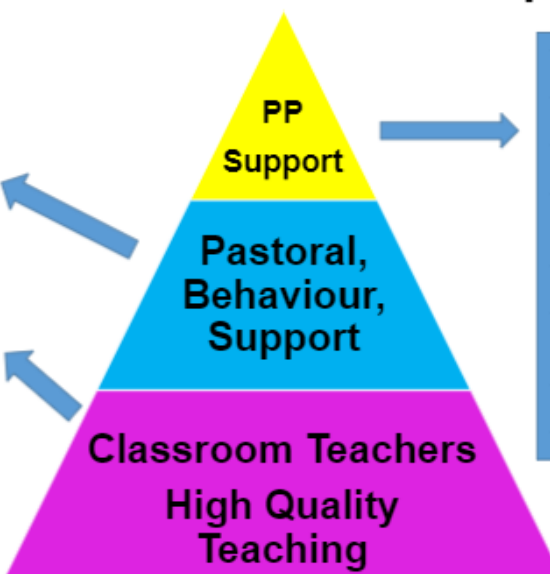 PP
Support
Pastoral,
Behaviour,
Support
Classroom Teachers
High Quality
Teaching